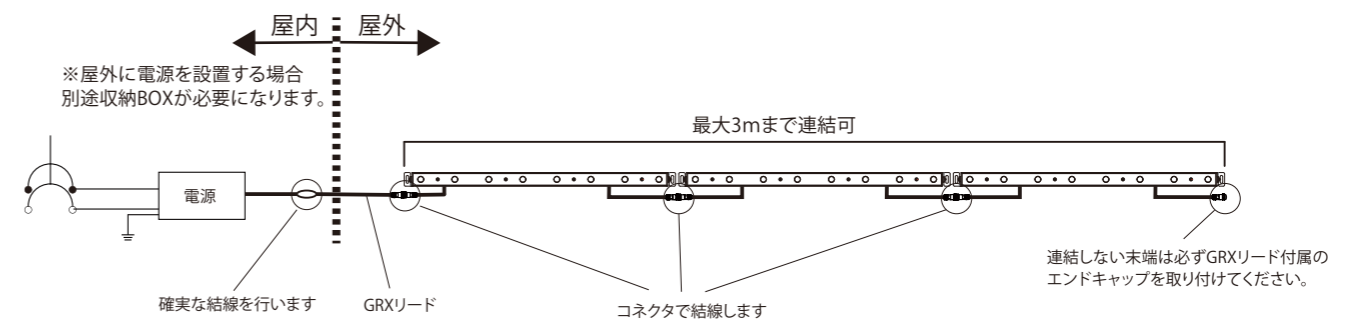 屋内 屋外
※屋外に電源を設置する場合
別途収納BOXが必要になります。
最大3mまで連結可
電源
確実な結線を行います
GRXリード
コネクタで結線します
連結しない末端は必ずGRXリード付属の
エンドキャップを取り付けてください。